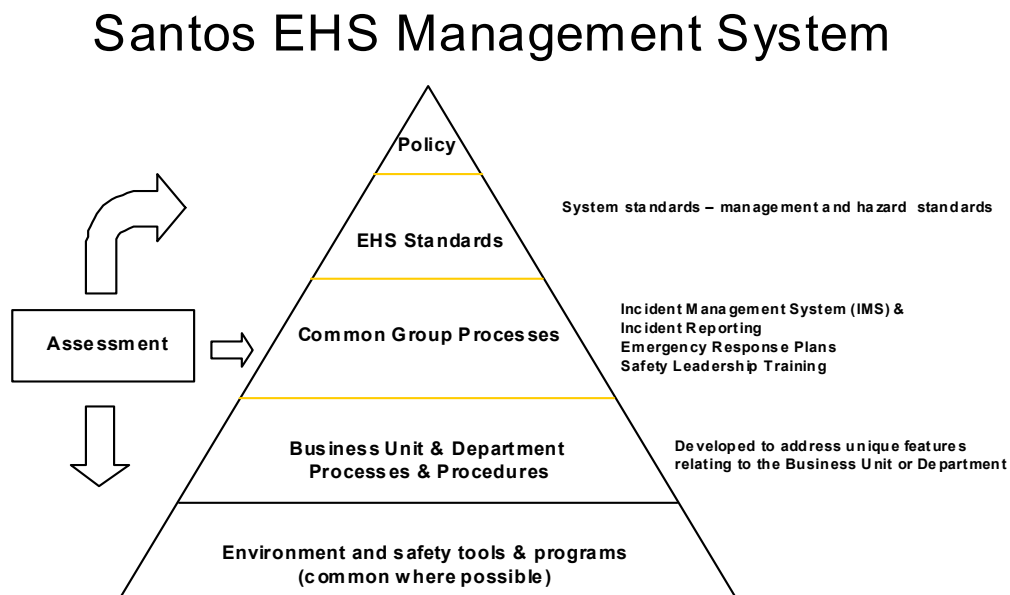 Santos EHS Management System
Policy
System standards – management and hazard standards
EHS Standards
Incident Management System (IMS) &
Incident Reporting
Emergency Response Plans
Safety Leadership Training
Common Group Processes
Assessment
Business Unit & Department
Processes & Procedures
Developed to address unique features
relating to the Business Unit or Department
Environment and safety tools & programs
(common where possible)